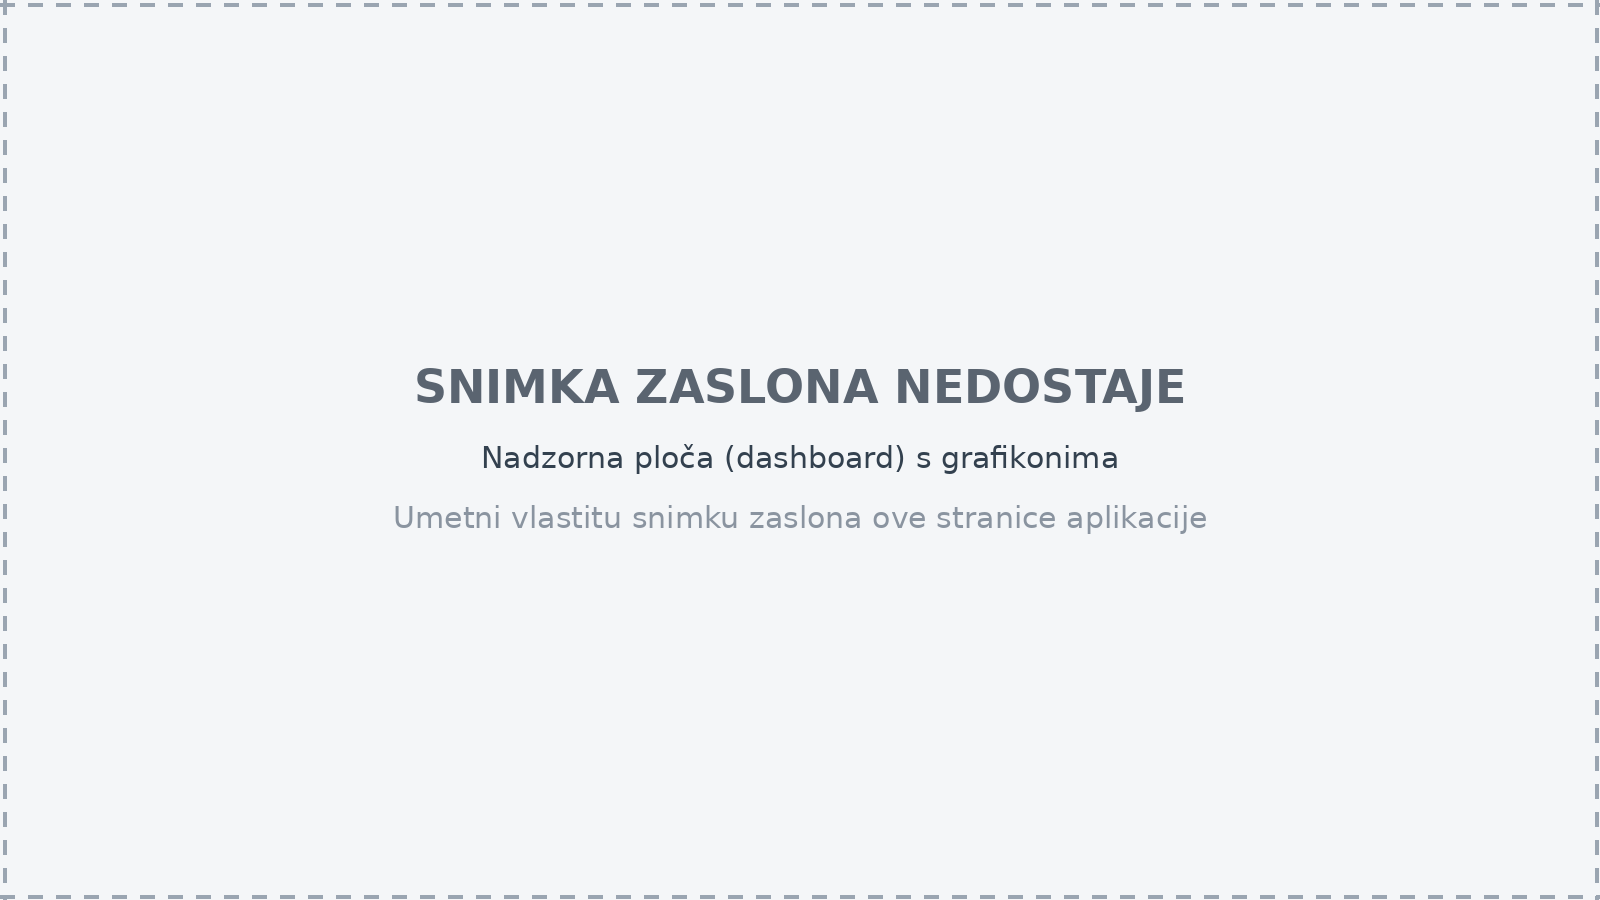 SNIMKA ZASLONA NEDOSTAJE
Nadzorna ploča (dashboard) s grafikonima
Umetni vlastitu snimku zaslona ove stranice aplikacije